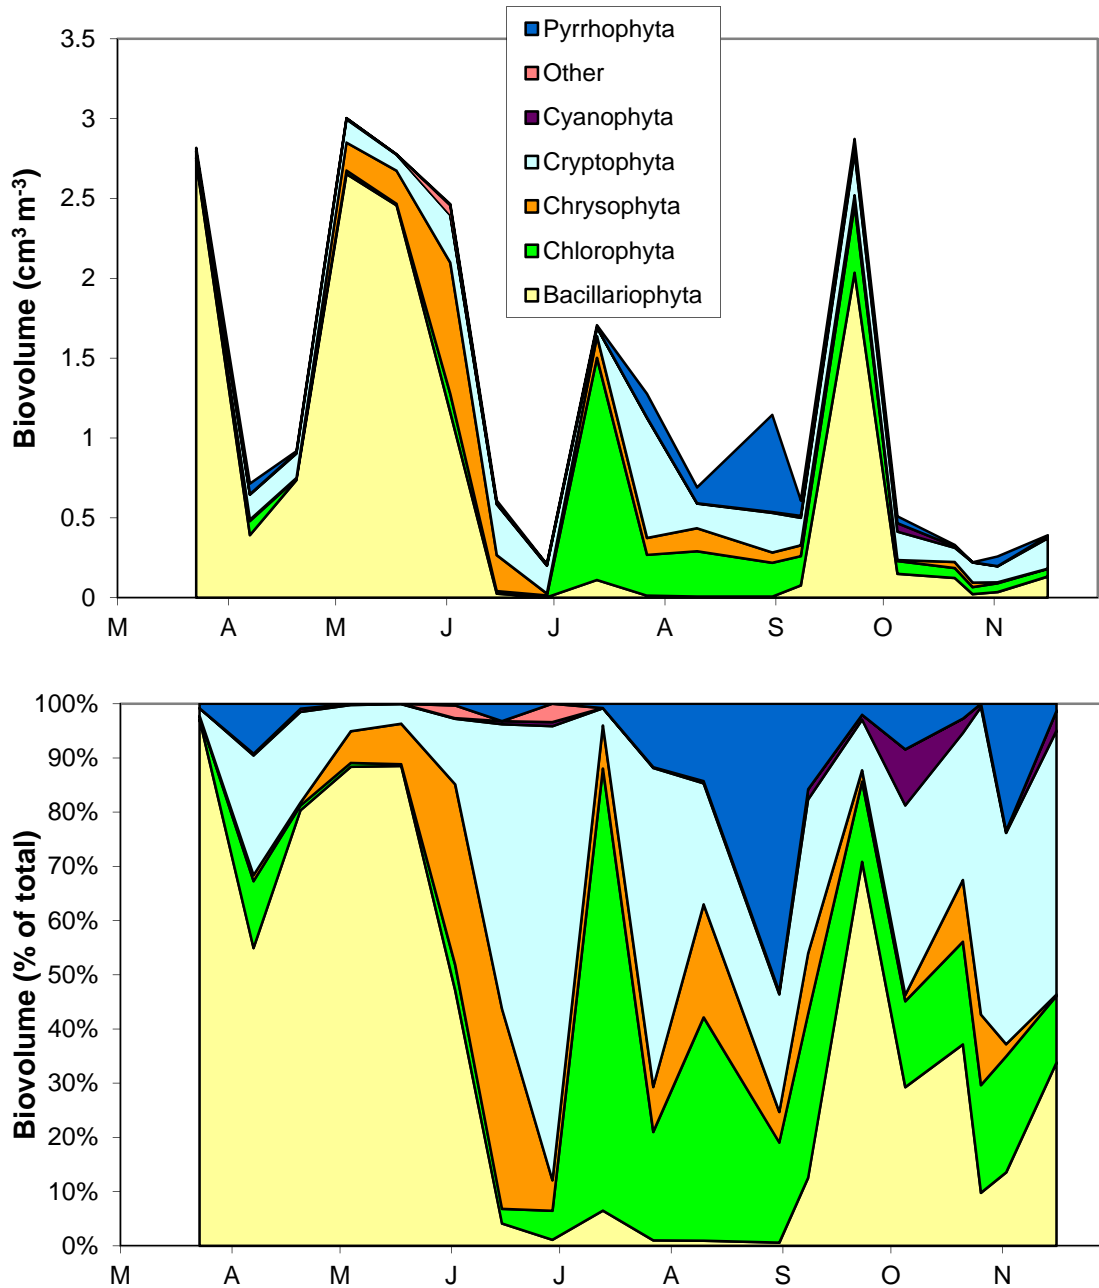 Pyrrhophyta
Other
Cyanophyta
Cryptophyta
Chrysophyta
Chlorophyta
Bacillariophyta
Biovolume (cm³ m⁻³)
3.5
3
2.5
2
1.5
1
0.5
0
M A M J J A S O N
Biovolume (% of total)
100%
90%
80%
70%
60%
50%
40%
30%
20%
10%
0%
M A M J J A S O N